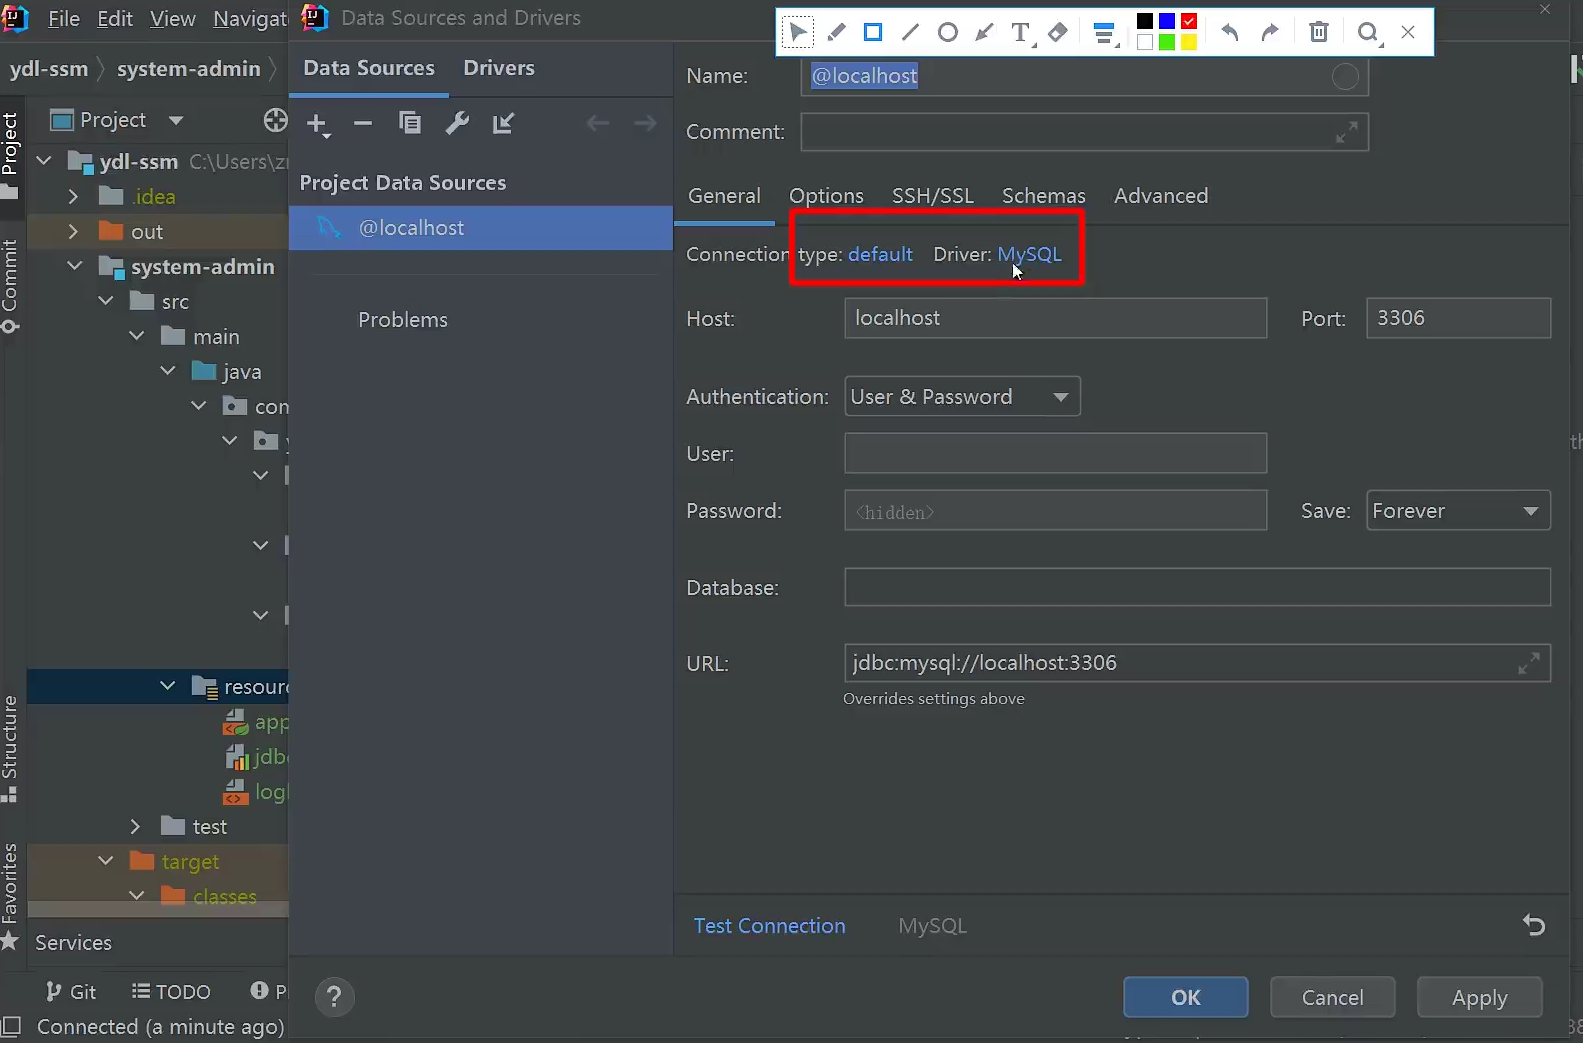 File Edit View Navigat
Data Sources and Drivers
ydl-ssm
system-admin
Data Sources
Drivers
Name:
@localhost
Project
Comment:
Project
ydl-ssm C:\Users\z
.idea
out
system-admin
src
main
java
com
resour
app
jdbc
log
test
target
classes
Project Data Sources
@localhost
Problems
General
Options
SSH/SSL
Schemas
Advanced
Connection type: default
Driver: MySQL
Host:
localhost
Port:
3306
Authentication:
User & Password
User:
Password:
<hidden>
Save:
Forever
Database:
URL:
jdbc:mysql://localhost:3306
Overrides settings above
Test Connection
MySQL
Commit
Structure
Favorites
Services
Git
TODO
P
?
OK
Cancel
Apply
Connected (a minute ago)